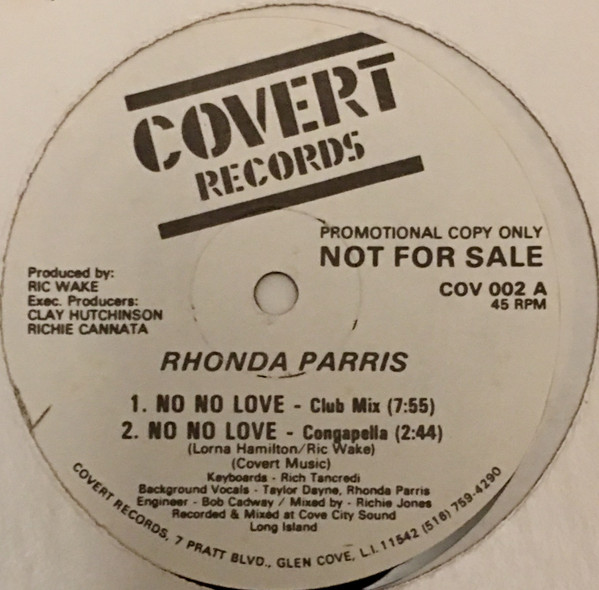 COVERT
RECORDS
PROMOTIONAL COPY ONLY
NOT FOR SALE
COV 002 A
45 RPM
Produced by:
RIC WAKE
Exec. Producers:
CLAY HUTCHINSON
RICHIE CANNATA
RHONDA PARRIS
1. NO NO LOVE - Club Mix (7:55)
2. NO NO LOVE - Congapella (2:44)
(Lorna Hamilton/Ric Wake)
(Covert Music)
Keyboards - Rich Tancredi
Background Vocals - Taylor Dayne, Rhonda Parris
Engineer - Bob Cadway / Mixed by - Richie Jones
Recorded & Mixed at Cove City Sound
Long Island
COVERT RECORDS, 7 PRATT BLVD., GLEN COVE, L.I. 11542 (516) 759-4290